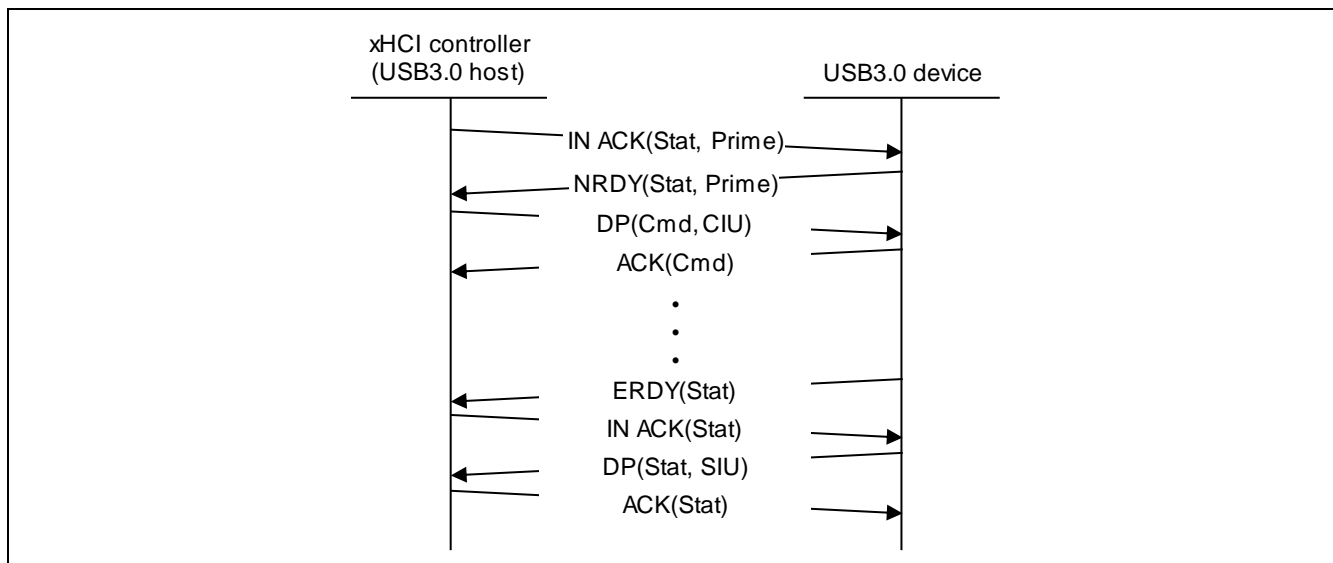 xHCI controller
(USB3.0 host)
USB3.0 device
IN ACK(Stat, Prime)
NRDY(Stat, Prime)
DP(Cmd, CIU)
ACK(Cmd)
ERDY(Stat)
IN ACK(Stat)
DP(Stat, SIU)
ACK(Stat)